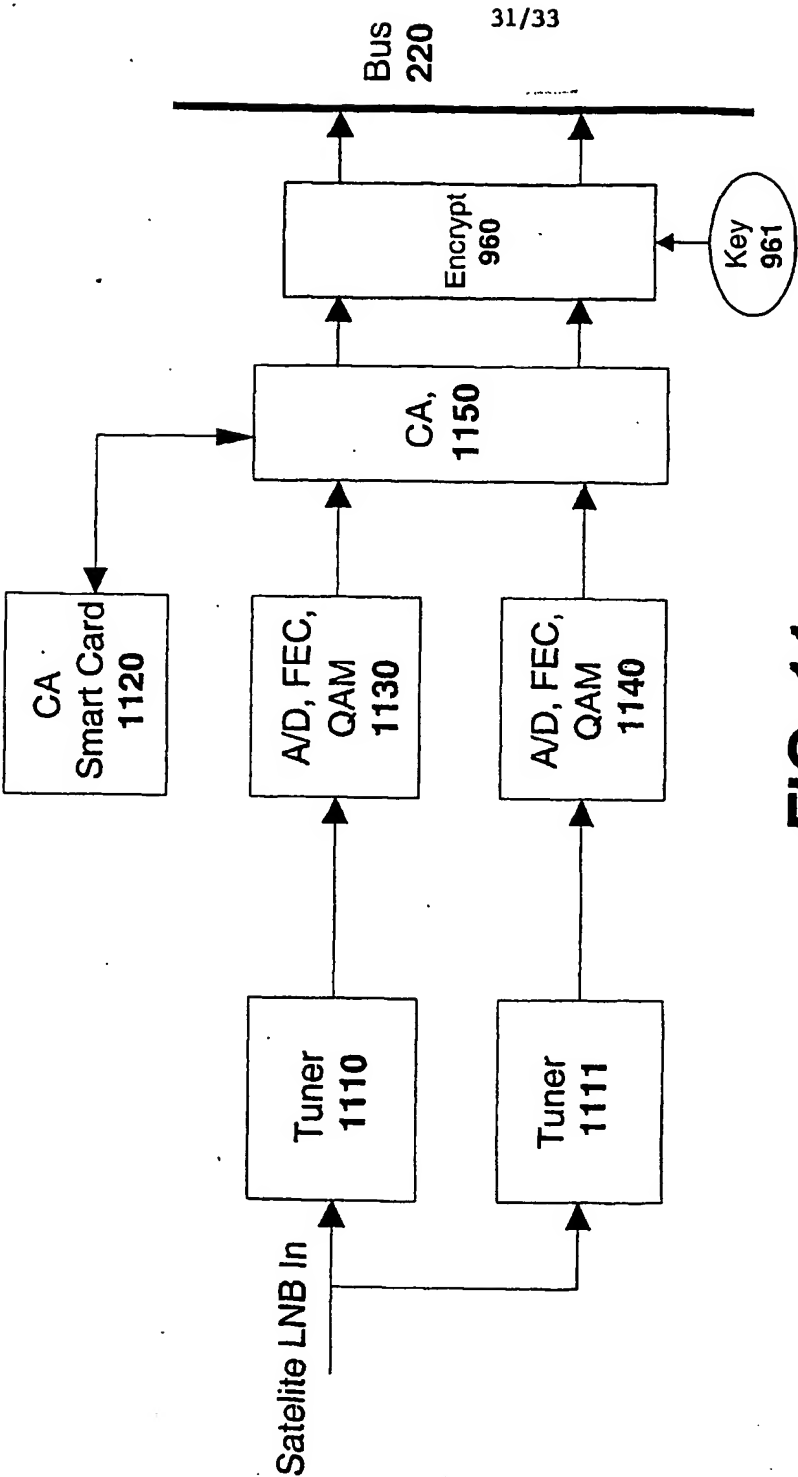 31/33
Satelite LNB In
Tuner
1110
Tuner
1111
CA
Smart Card
1120
A/D, FEC,
QAM
1130
A/D, FEC,
QAM
1140
CA,
1150
Encrypt
960
Key
961
Bus
220